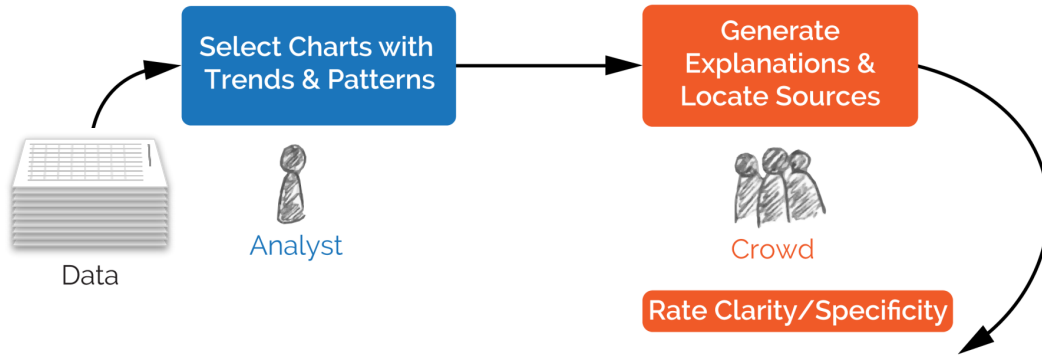 Select Charts with
Trends & Patterns
Generate
Explanations &
Locate Sources
Data
Analyst
Crowd
Rate Clarity/Specificity